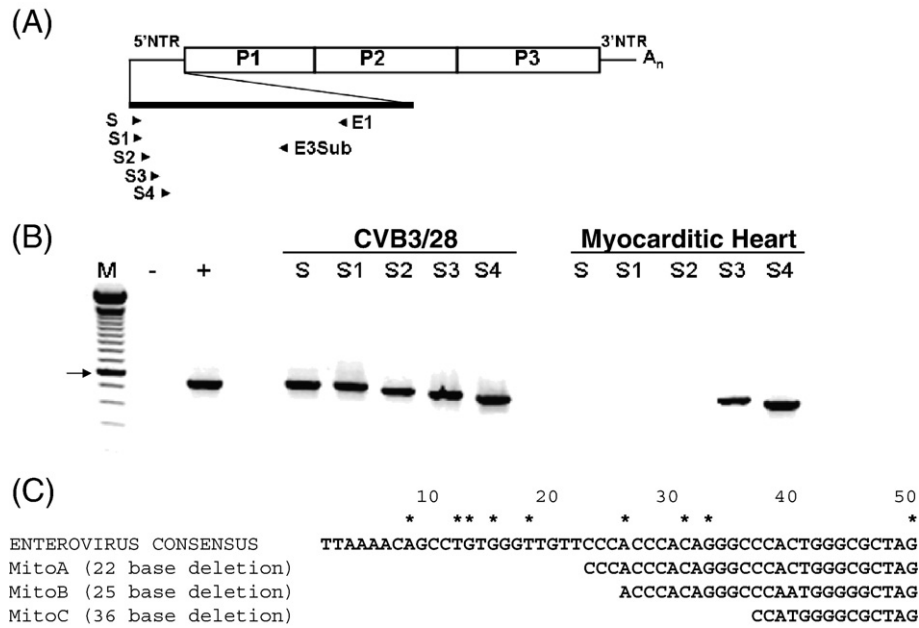 (A)
5'NTR P1 P2 P3 3'NTR Aₙ
S E1
S1 E3Sub
S2
S3
S4
(B)
CVB3/28 Myocarditic Heart
M - + S S1 S2 S3 S4 S S1 S2 S3 S4
(C)
10 20 30 40 50
* * * * * * * * *
ENTEROVIRUS CONSENSUS TTAAAACAGCCTGTGGGTTGTTCCCACCCACAGGGCCCACTGGGCGCTAG
MitoA (22 base deletion) CCCACCCACAGGGCCCACTGGGCGCTAG
MitoB (25 base deletion) ACCCACAGGGCCCAATGGGGGCTAG
MitoC (36 base deletion) CCATGGGGCGCTAG